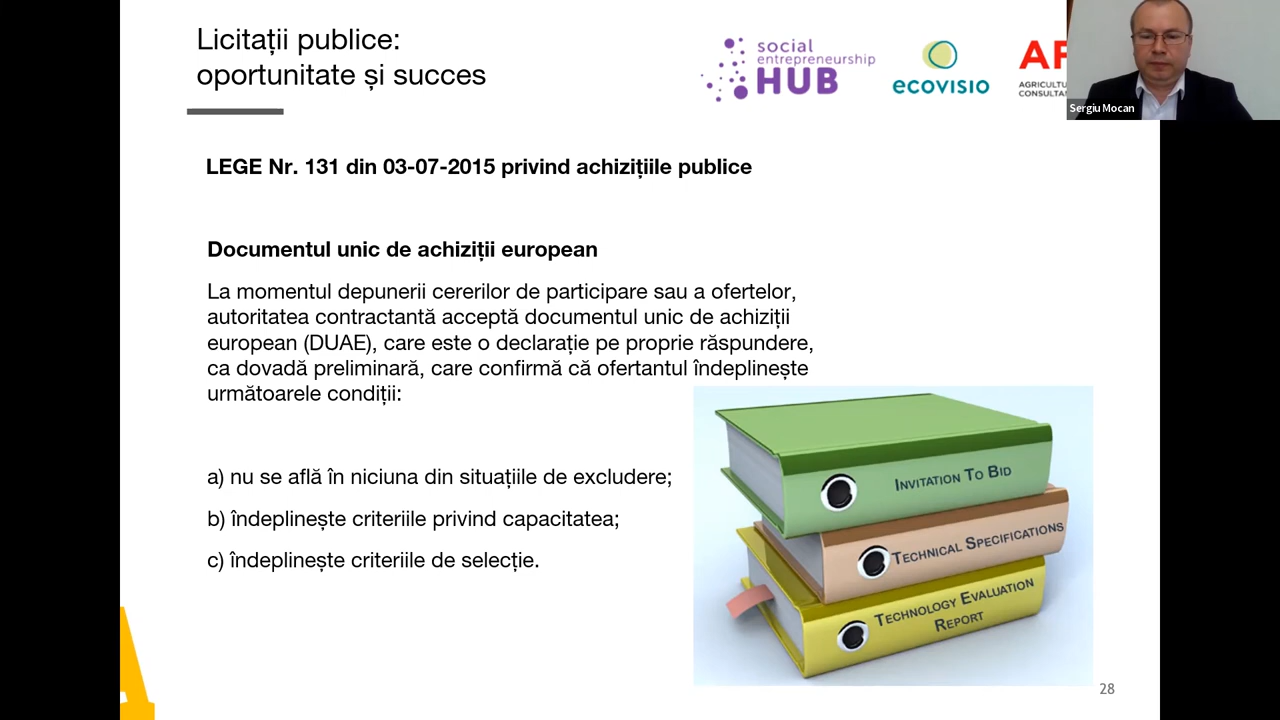 Licitații publice:
oportunitate și succes
social
entrepreneurship
HUB
ecovisio
Sergiu Mocan
LEGE Nr. 131 din 03-07-2015 privind achizițiile publice
Documentul unic de achiziții european
La momentul depunerii cererilor de participare sau a ofertelor,
autoritatea contractantă acceptă documentul unic de achiziții
european (DUAE), care este o declarație pe proprie răspundere,
ca dovadă preliminară, care confirmă că ofertantul îndeplinește
următoarele condiții:
a) nu se află în niciuna din situațiile de excludere;
b) îndeplinește criteriile privind capacitatea;
c) îndeplinește criteriile de selecție.
INVITATION TO BID
TECHNICAL SPECIFICATIONS
TECHNOLOGY EVALUATION
REPORT
28